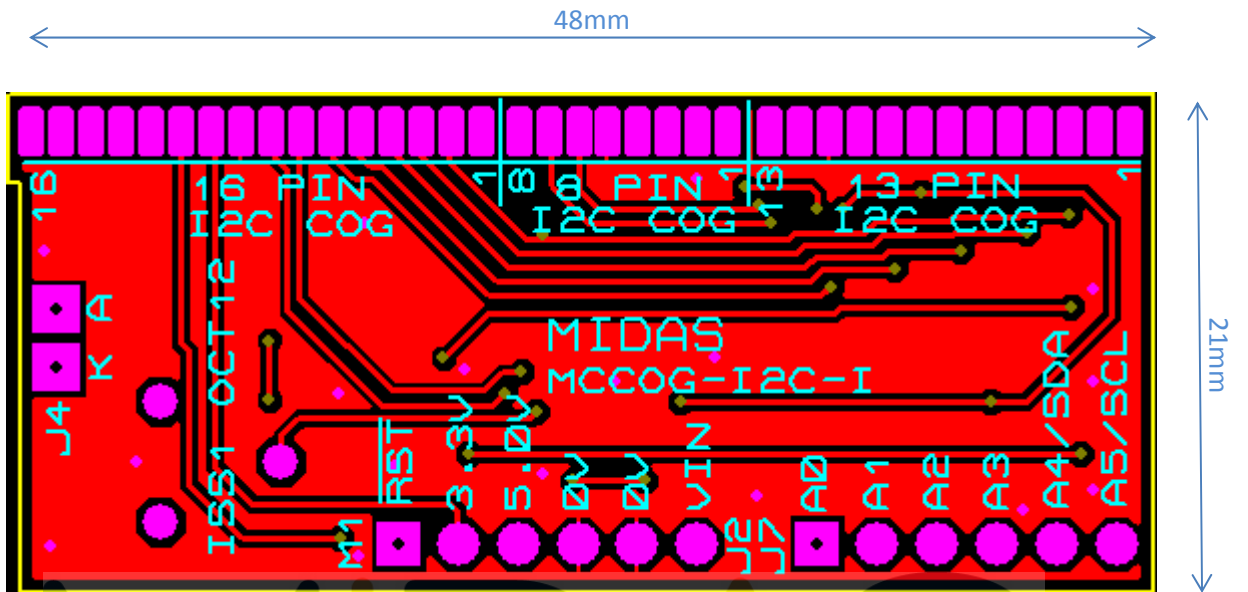 48mm
16
16 PIN
I2C COG
1
8
8 PIN
I2C COG
1
13
13 PIN
I2C COG
1
21mm
A
K
J4
ISS1 OCT12
MIDAS
MCCOG-I2C-I
M1
RST
3.3V
5.0V
0V
0V
VIN
J2
J7
A0
A1
A2
A3
A4/SDA
A5/SCL